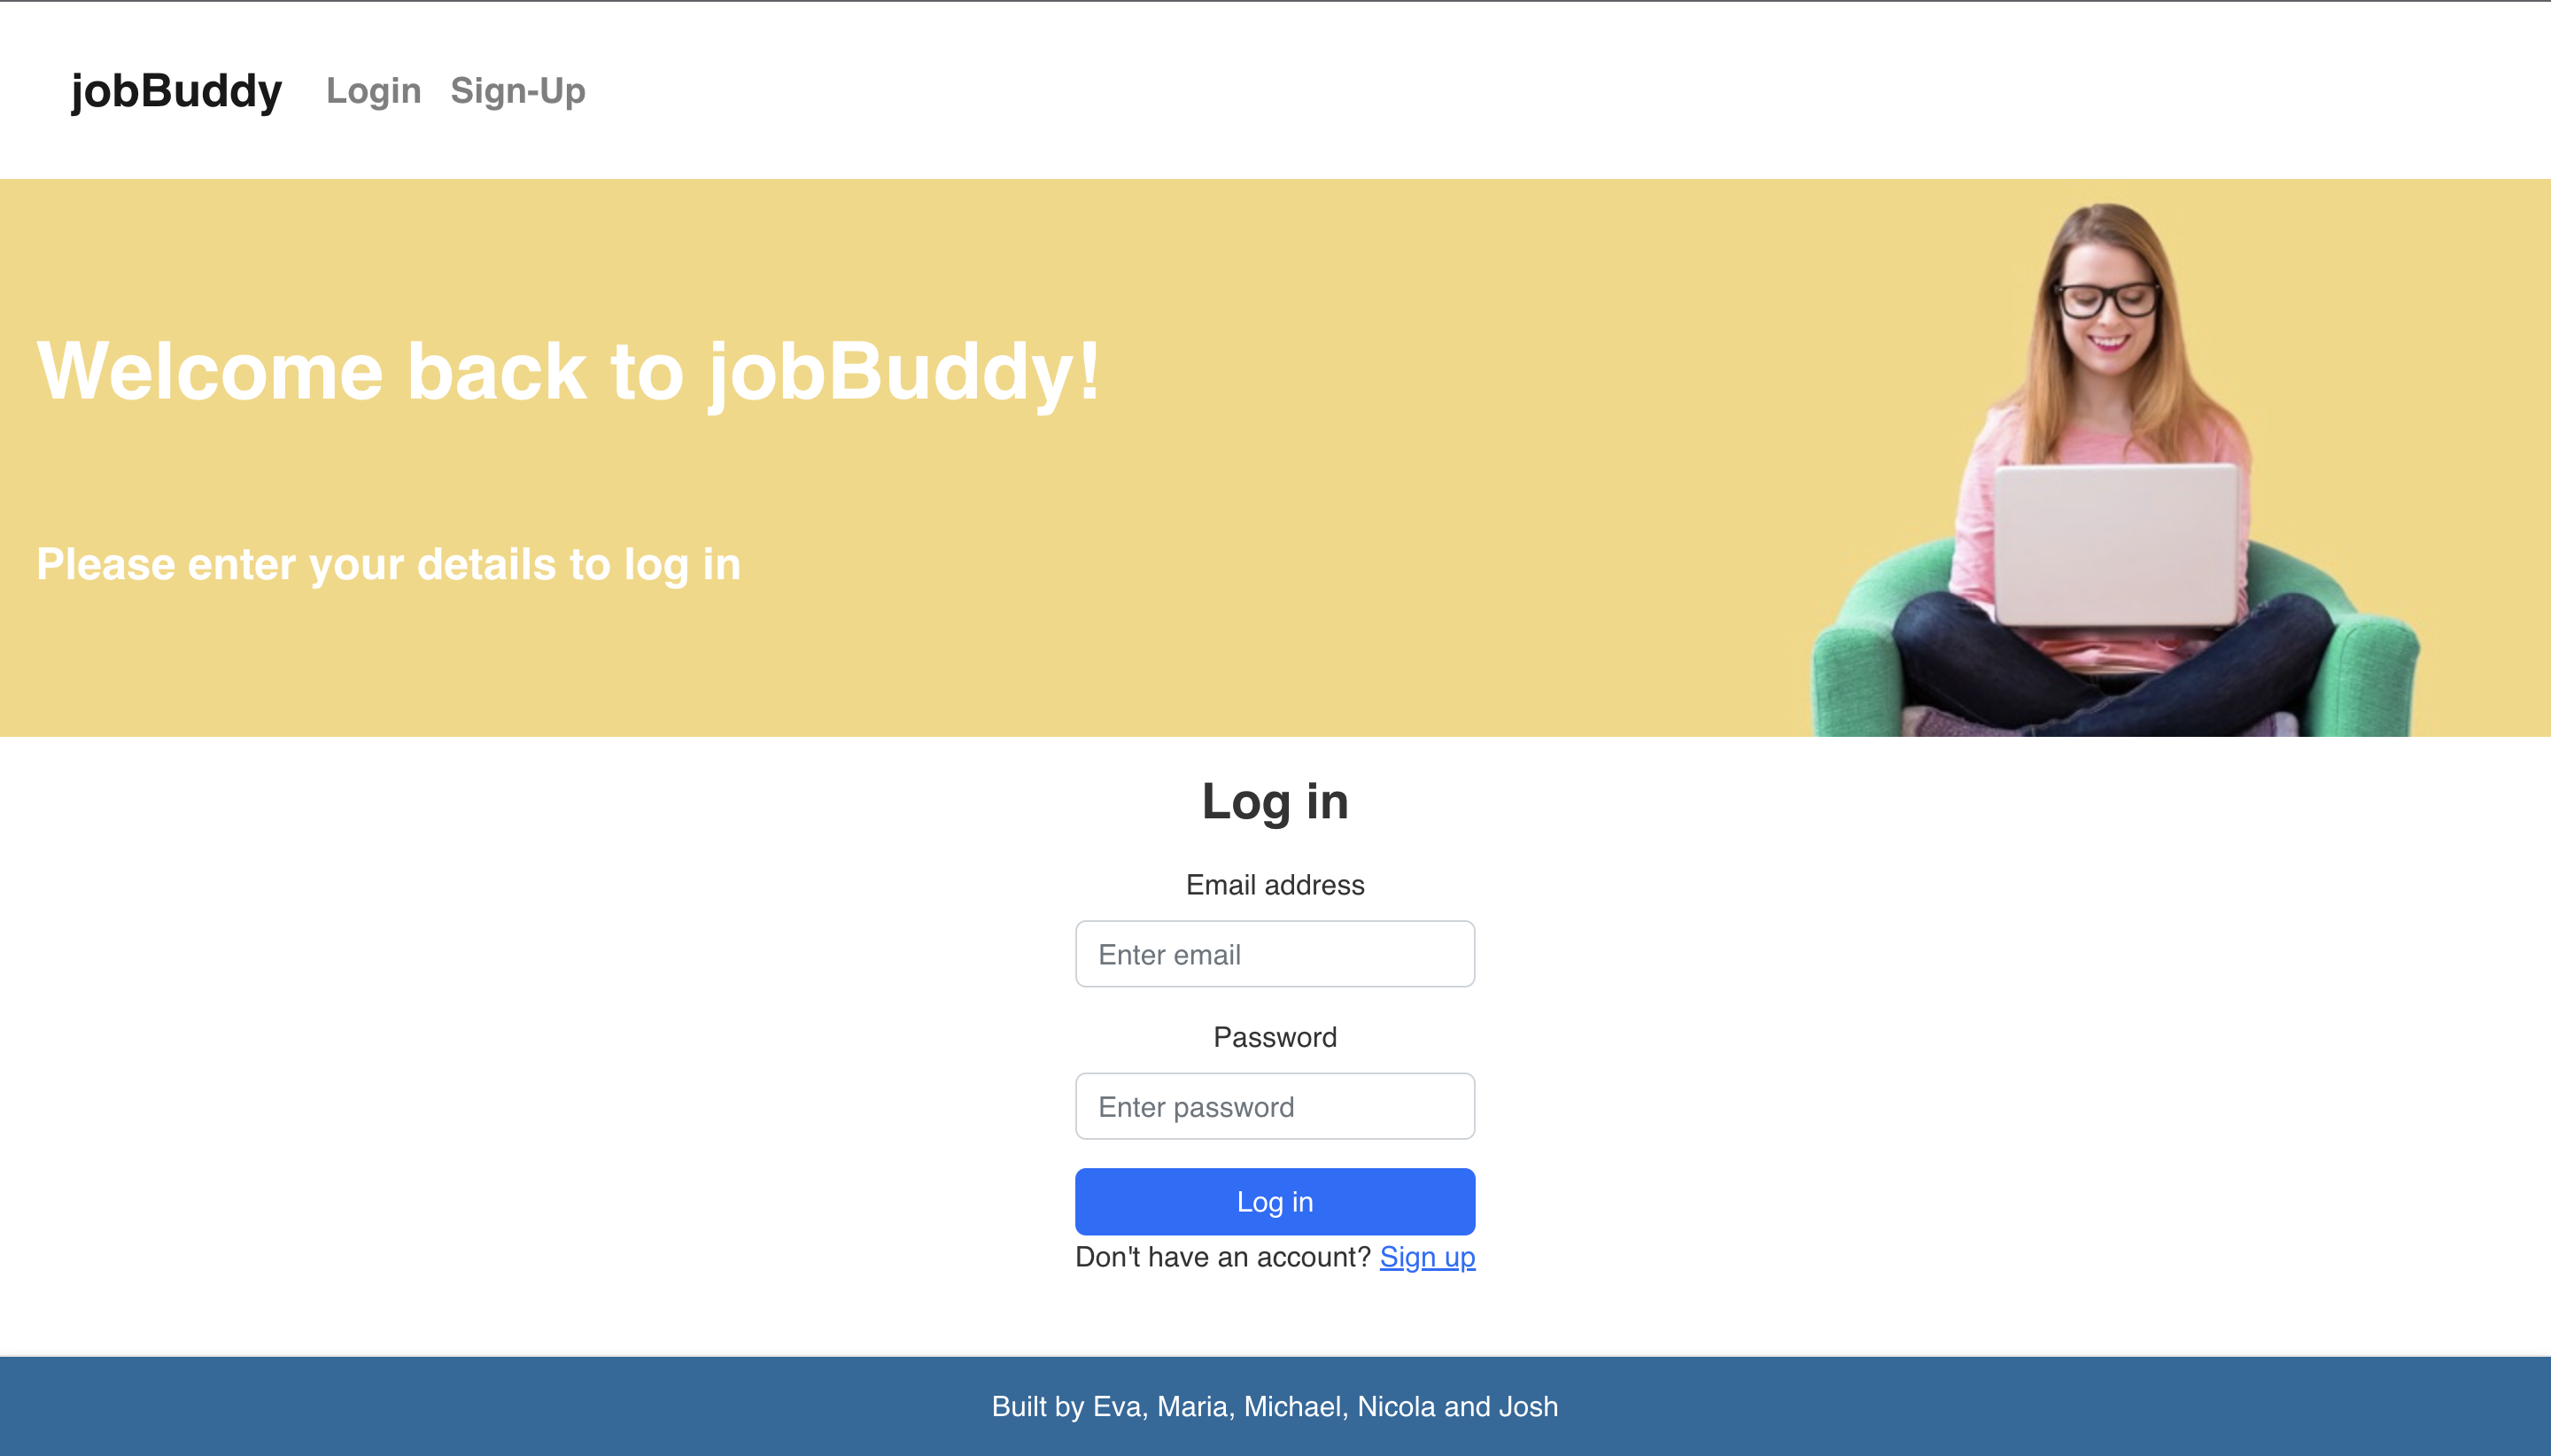 jobBuddy Login Sign-Up
Welcome back to jobBuddy!
Please enter your details to log in
Log in
Email address
Enter email
Password
Enter password
Log in
Don't have an account? Sign up
Built by Eva, Maria, Michael, Nicola and Josh